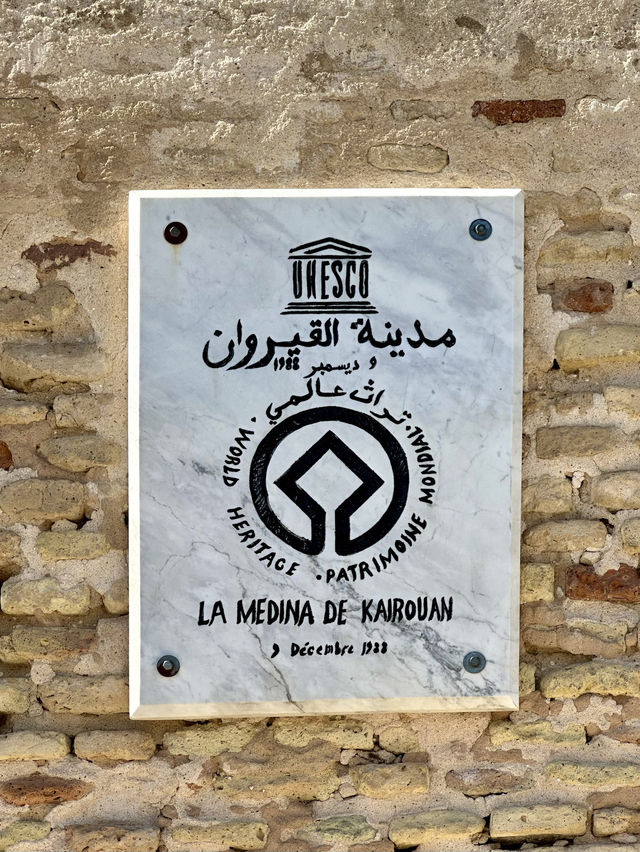 UNESCO
مدينة القيروان
9 ديسمبر 1988
تراث عالمي
· WORLD HERITAGE · PATRIMOINE MONDIAL ·
LA MEDINA DE KAIROUAN
9 Décembre 1988